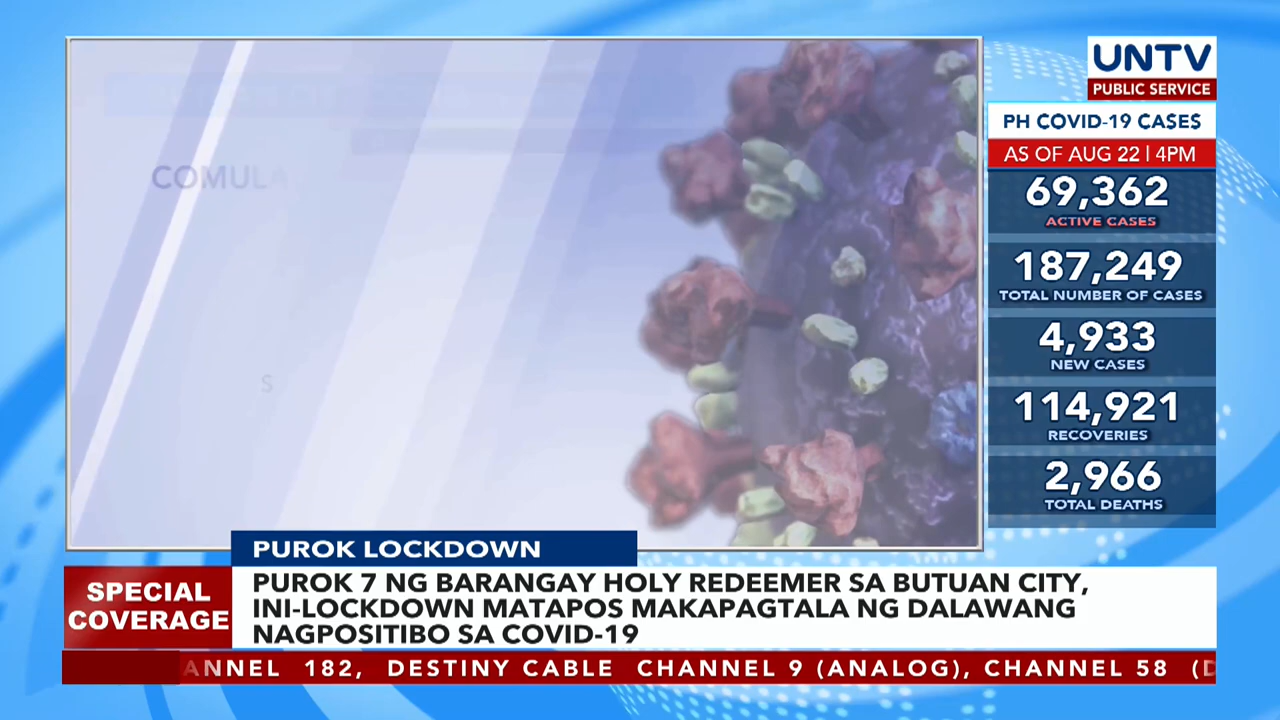 UNTV
PUBLIC SERVICE
PH COVID-19 CASES
AS OF AUG 22 | 4PM
69,362
ACTIVE CASES
187,249
TOTAL NUMBER OF CASES
4,933
NEW CASES
114,921
RECOVERIES
2,966
TOTAL DEATHS
COMULA
S
PUROK LOCKDOWN
SPECIAL
COVERAGE
PUROK 7 NG BARANGAY HOLY REDEEMER SA BUTUAN CITY,
INI-LOCKDOWN MATAPOS MAKAPAGTALA NG DALAWANG
NAGPOSITIBO SA COVID-19
ANNEL 182, DESTINY CABLE CHANNEL 9 (ANALOG), CHANNEL 58 (D